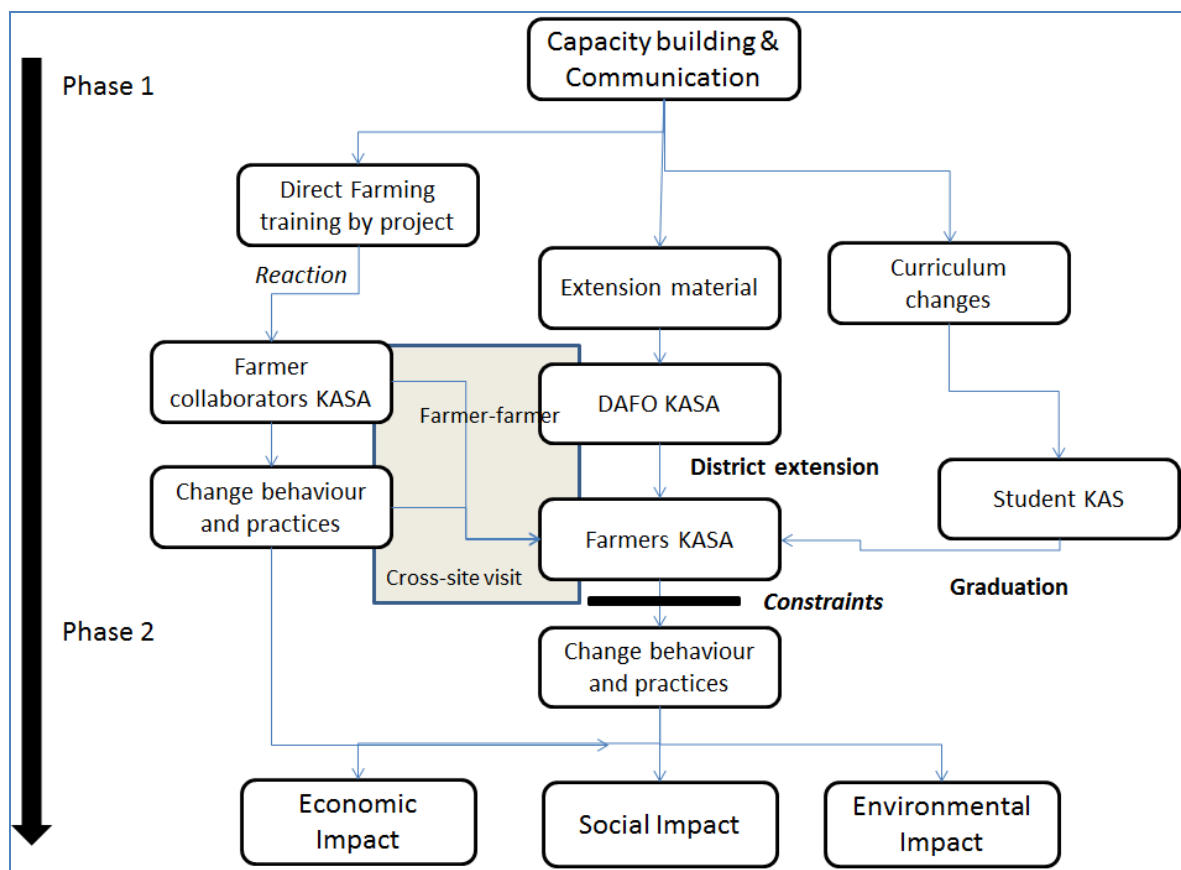 Capacity building &
Communication
Phase 1
Direct Farming
training by project
Reaction
Extension material
Curriculum
changes
Farmer
collaborators KASA
Farmer-farmer
DAFO KASA
District extension
Change behaviour
and practices
Farmers KASA
Student KAS
Cross-site visit
Constraints
Graduation
Phase 2
Change behaviour
and practices
Economic
Impact
Social Impact
Environmental
Impact